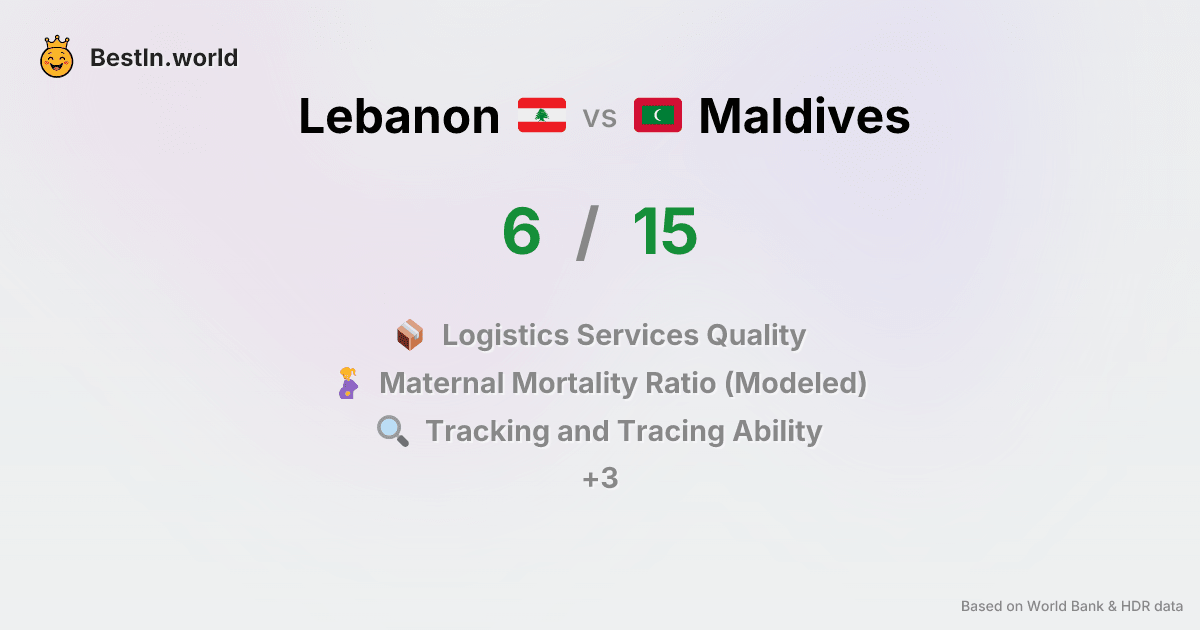 BestIn.world
Lebanon vs Maldives
6 / 15
Logistics Services Quality
Maternal Mortality Ratio (Modeled)
Tracking and Tracing Ability
+3
Based on World Bank & HDR data